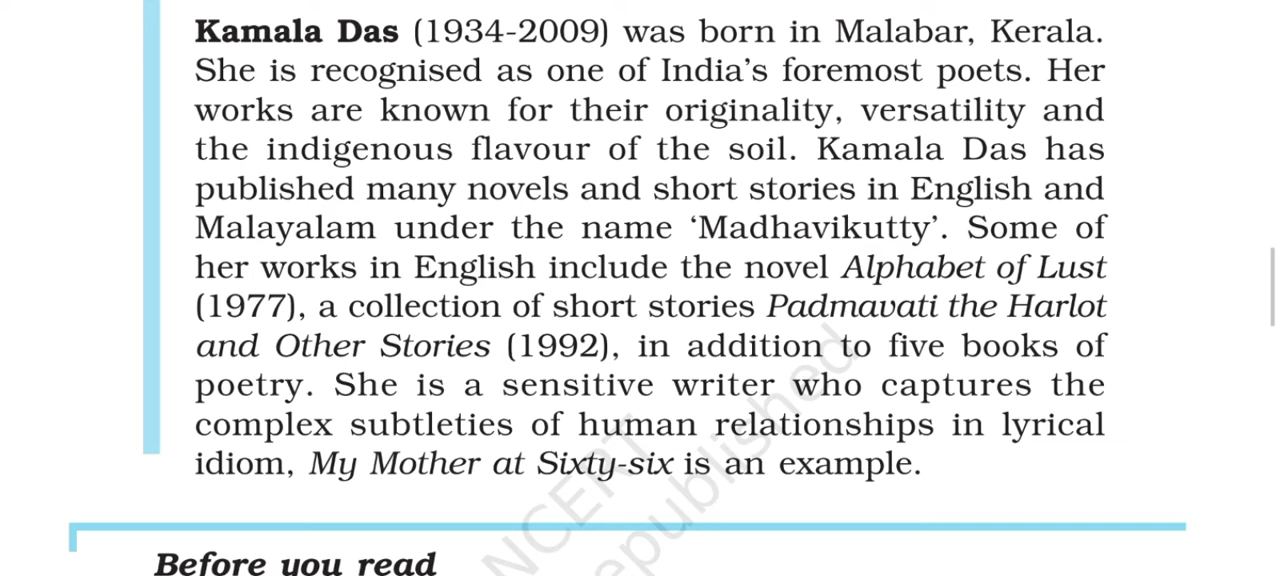 Kamala Das (1934-2009) was born in Malabar, Kerala.
She is recognised as one of India's foremost poets. Her
works are known for their originality, versatility and
the indigenous flavour of the soil. Kamala Das has
published many novels and short stories in English and
Malayalam under the name 'Madhavikutty'. Some of
her works in English include the novel Alphabet of Lust
(1977), a collection of short stories Padmavati the Harlot
and Other Stories (1992), in addition to five books of
poetry. She is a sensitive writer who captures the
complex subtleties of human relationships in lyrical
idiom, My Mother at Sixty-six is an example.
NCERT
republished
Before you read